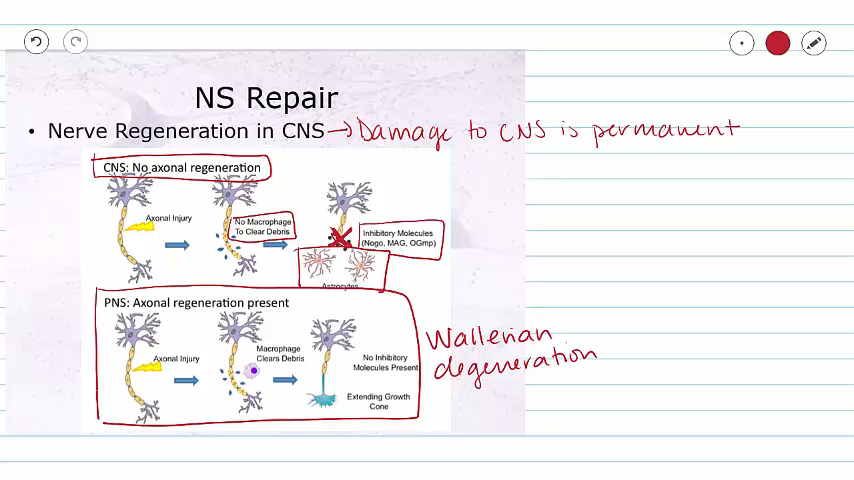 NS Repair
• Nerve Regeneration in CNS → Damage to CNS is permanent
CNS: No axonal regeneration
Axonal Injury
No Macrophage
To Clear Debris
Inhibitory Molecules
(Nogo, MAG, OGmp)
Astrocytes
PNS: Axonal regeneration present
Axonal Injury
Macrophage
Clears Debris
No Inhibitory
Molecules Present
Extending Growth
Cone
Wallerian
degeneration